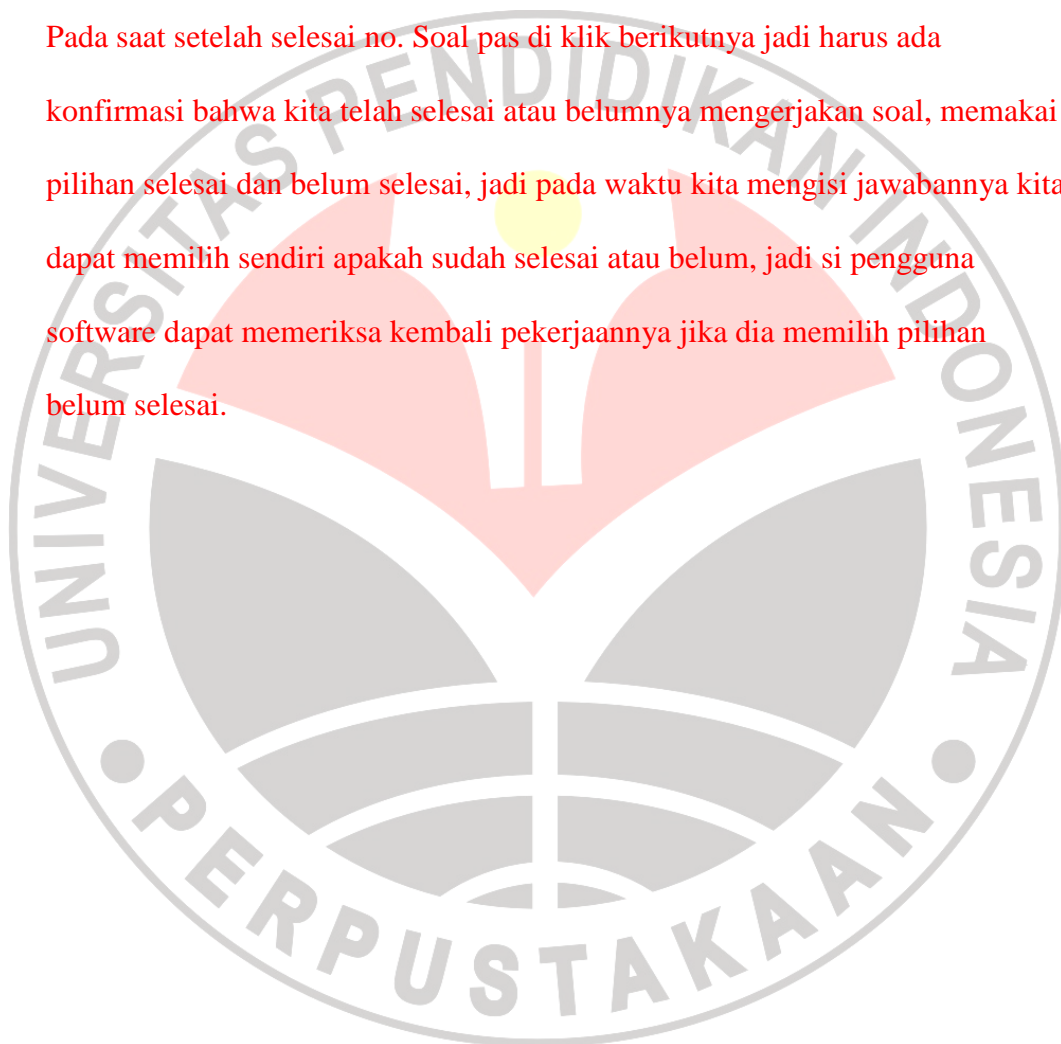 Pada saat setelah selesai no. Soal pas di klik berikutnya jadi harus ada
konfirmasi bahwa kita telah selesai atau belumnya mengerjakan soal, memakai
pilihan selesai dan belum selesai, jadi pada waktu kita mengisi jawabannya kita
dapat memilih sendiri apakah sudah selesai atau belum, jadi si pengguna
software dapat memeriksa kembali pekerjaannya jika dia memilih pilihan
belum selesai.
UNIVERSITAS PENDIDIKAN INDONESIA
PERPUSTAKAAN